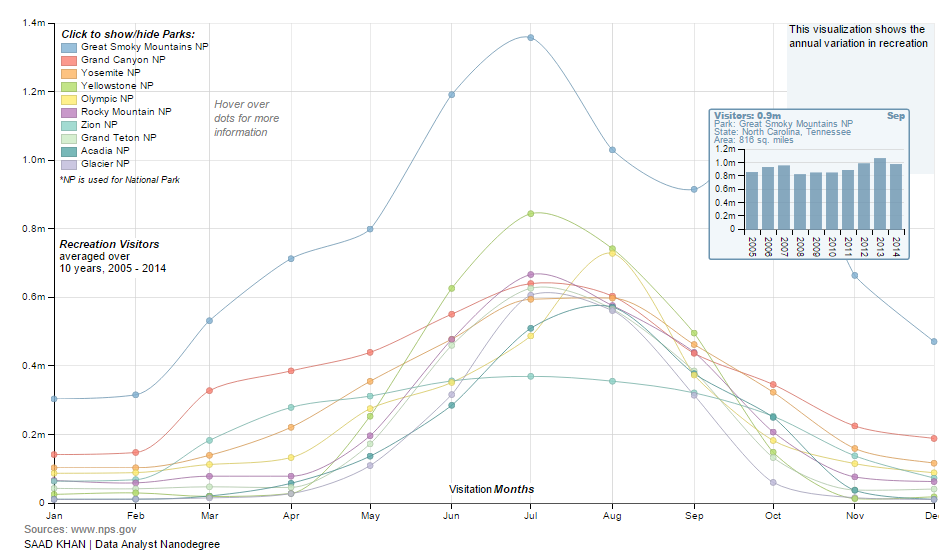 1.4m
1.2m
1.0m
0.8m
0.6m
0.4m
0.2m
0
Click to show/hide Parks:
Great Smoky Mountains NP
Grand Canyon NP
Yosemite NP
Yellowstone NP
Olympic NP
Rocky Mountain NP
Zion NP
Grand Teton NP
Acadia NP
Glacier NP
*NP is used for National Park
Hover over
dots for more
information
This visualization shows the
annual variation in recreation
Visitors: 0.9m Sep
Park: Great Smoky Mountains NP
State: North Carolina, Tennessee
Area: 816 sq. miles
1.2m
1.0m
0.8m
0.6m
0.4m
0.2m
0
2005 2006 2007 2008 2009 2010 2011 2012 2013 2014
Recreation Visitors
averaged over
10 years, 2005 - 2014
Visitation Months
Jan Feb Mar Apr May Jun Jul Aug Sep Oct Nov De
Sources: www.nps.gov
SAAD KHAN | Data Analyst Nanodegree